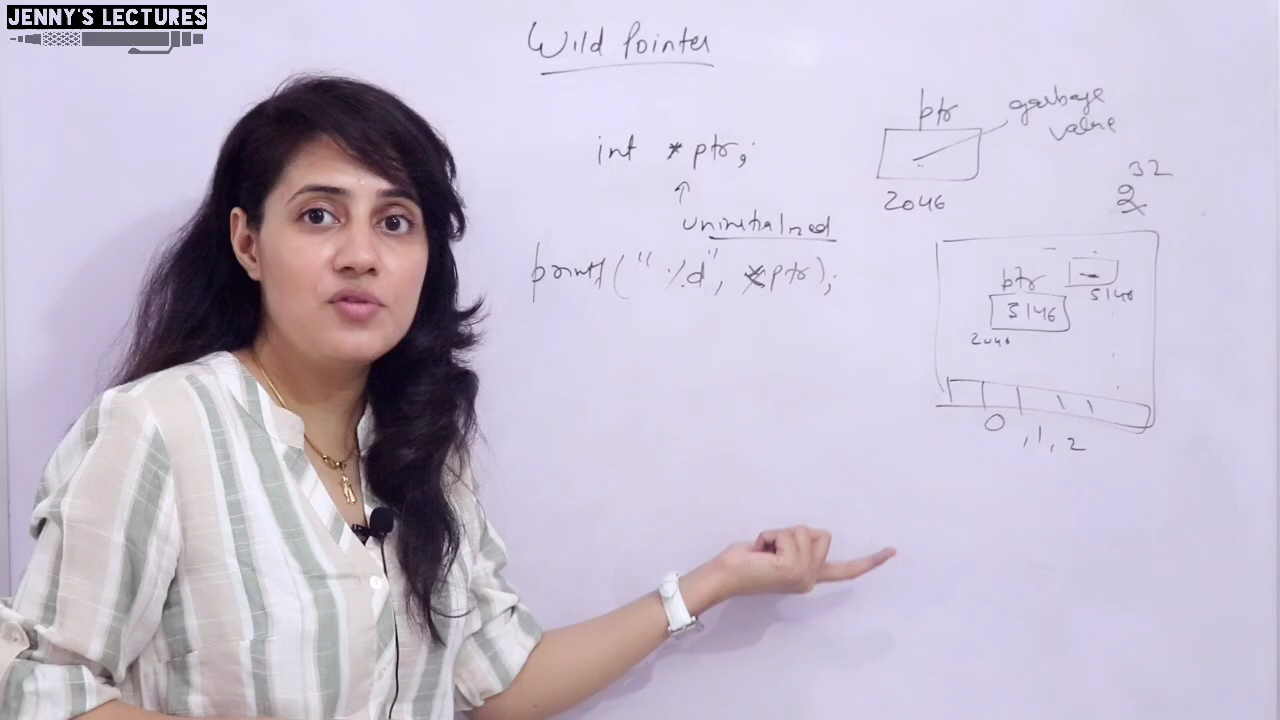 JENNY'S LECTURES
Wild Pointer
int *ptr;
uninitialized
printf("%d", *ptr);
ptr
garbage
value
2046
2^32
ptr
5146
2046
5146
0, 1, 2